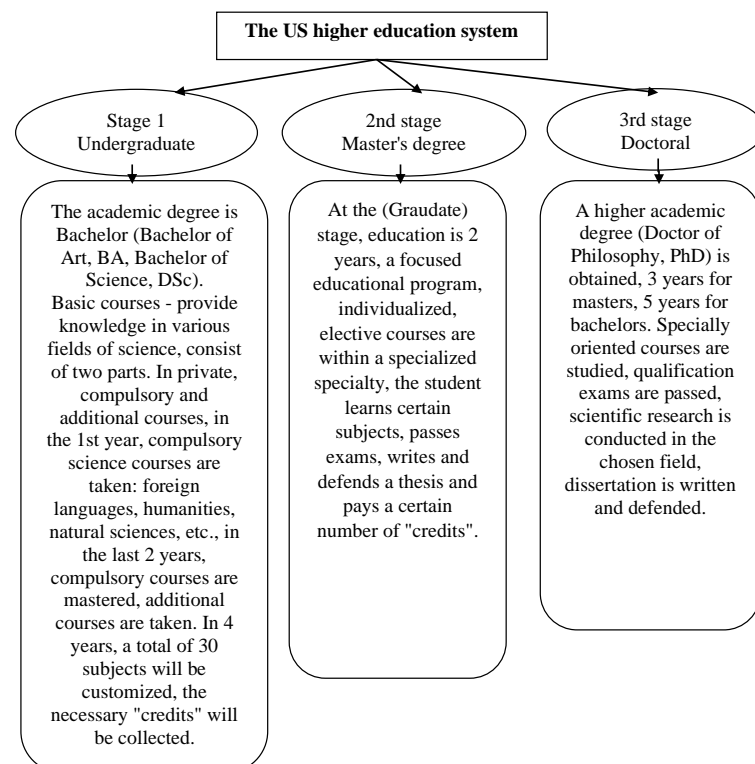 The US higher education system
Stage 1
Undergraduate
2nd stage
Master's degree
3rd stage
Doctoral
The academic degree is
Bachelor (Bachelor of
Art, BA, Bachelor of
Science, DSc).
Basic courses - provide
knowledge in various
fields of science, consist
of two parts. In private,
compulsory and
additional courses, in
the 1st year, compulsory
science courses are
taken: foreign
languages, humanities,
natural sciences, etc., in
the last 2 years,
compulsory courses are
mastered, additional
courses are taken. In 4
years, a total of 30
subjects will be
customized, the
necessary "credits" will
be collected.
At the (Graudate)
stage, education is 2
years, a focused
educational program,
individualized,
elective courses are
within a specialized
specialty, the student
learns certain
subjects, passes
exams, writes and
defends a thesis and
pays a certain
number of "credits".
A higher academic
degree (Doctor of
Philosophy, PhD) is
obtained, 3 years for
masters, 5 years for
bachelors. Specially
oriented courses are
studied, qualification
exams are passed,
scientific research is
conducted in the
chosen field,
dissertation is written
and defended.